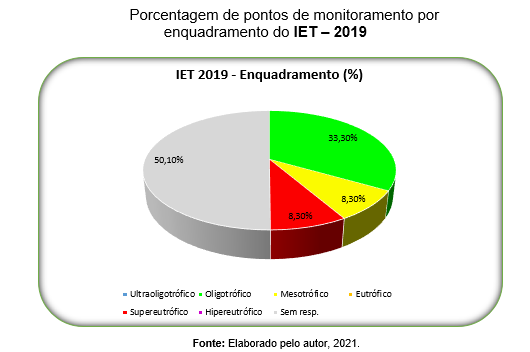 Porcentagem de pontos de monitoramento por
enquadramento do IET – 2019
IET 2019 - Enquadramento (%)
33,30%
50,10%
8,30%
8,30%
Ultraoligotrófico Oligotrófico Mesotrófico Eutrófico
Supereutrófico Hipereutrófico Sem resp.
Fonte: Elaborado pelo autor, 2021.